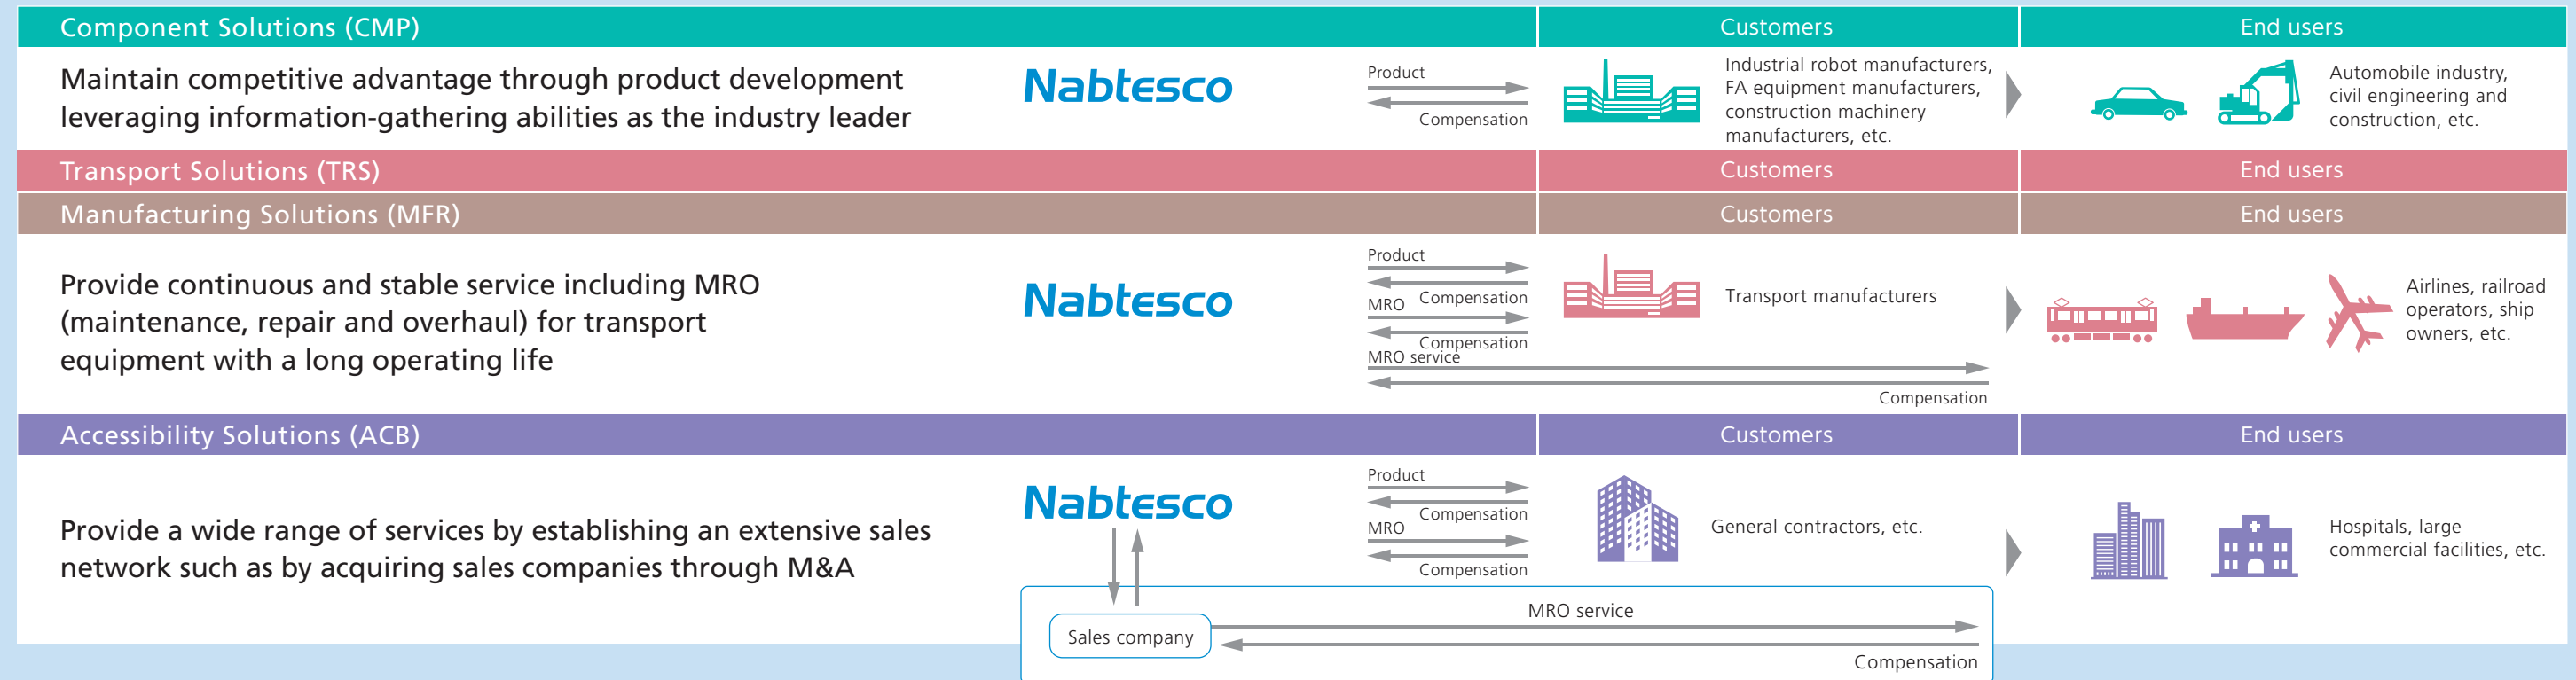 Component Solutions (CMP)
Customers
End users
Maintain competitive advantage through product development
leveraging information-gathering abilities as the industry leader
Nabtesco
Product
Compensation
Industrial robot manufacturers,
FA equipment manufacturers,
construction machinery
manufacturers, etc.
Automobile industry,
civil engineering and
construction, etc.
Transport Solutions (TRS)
Customers
End users
Manufacturing Solutions (MFR)
Customers
End users
Provide continuous and stable service including MRO
(maintenance, repair and overhaul) for transport
equipment with a long operating life
Nabtesco
Product
Compensation
MRO
Compensation
MRO service
Compensation
Transport manufacturers
Airlines, railroad
operators, ship
owners, etc.
Accessibility Solutions (ACB)
Customers
End users
Provide a wide range of services by establishing an extensive sales
network such as by acquiring sales companies through M&A
Nabtesco
Product
Compensation
MRO
Compensation
General contractors, etc.
Hospitals, large
commercial facilities, etc.
Sales company
MRO service
Compensation